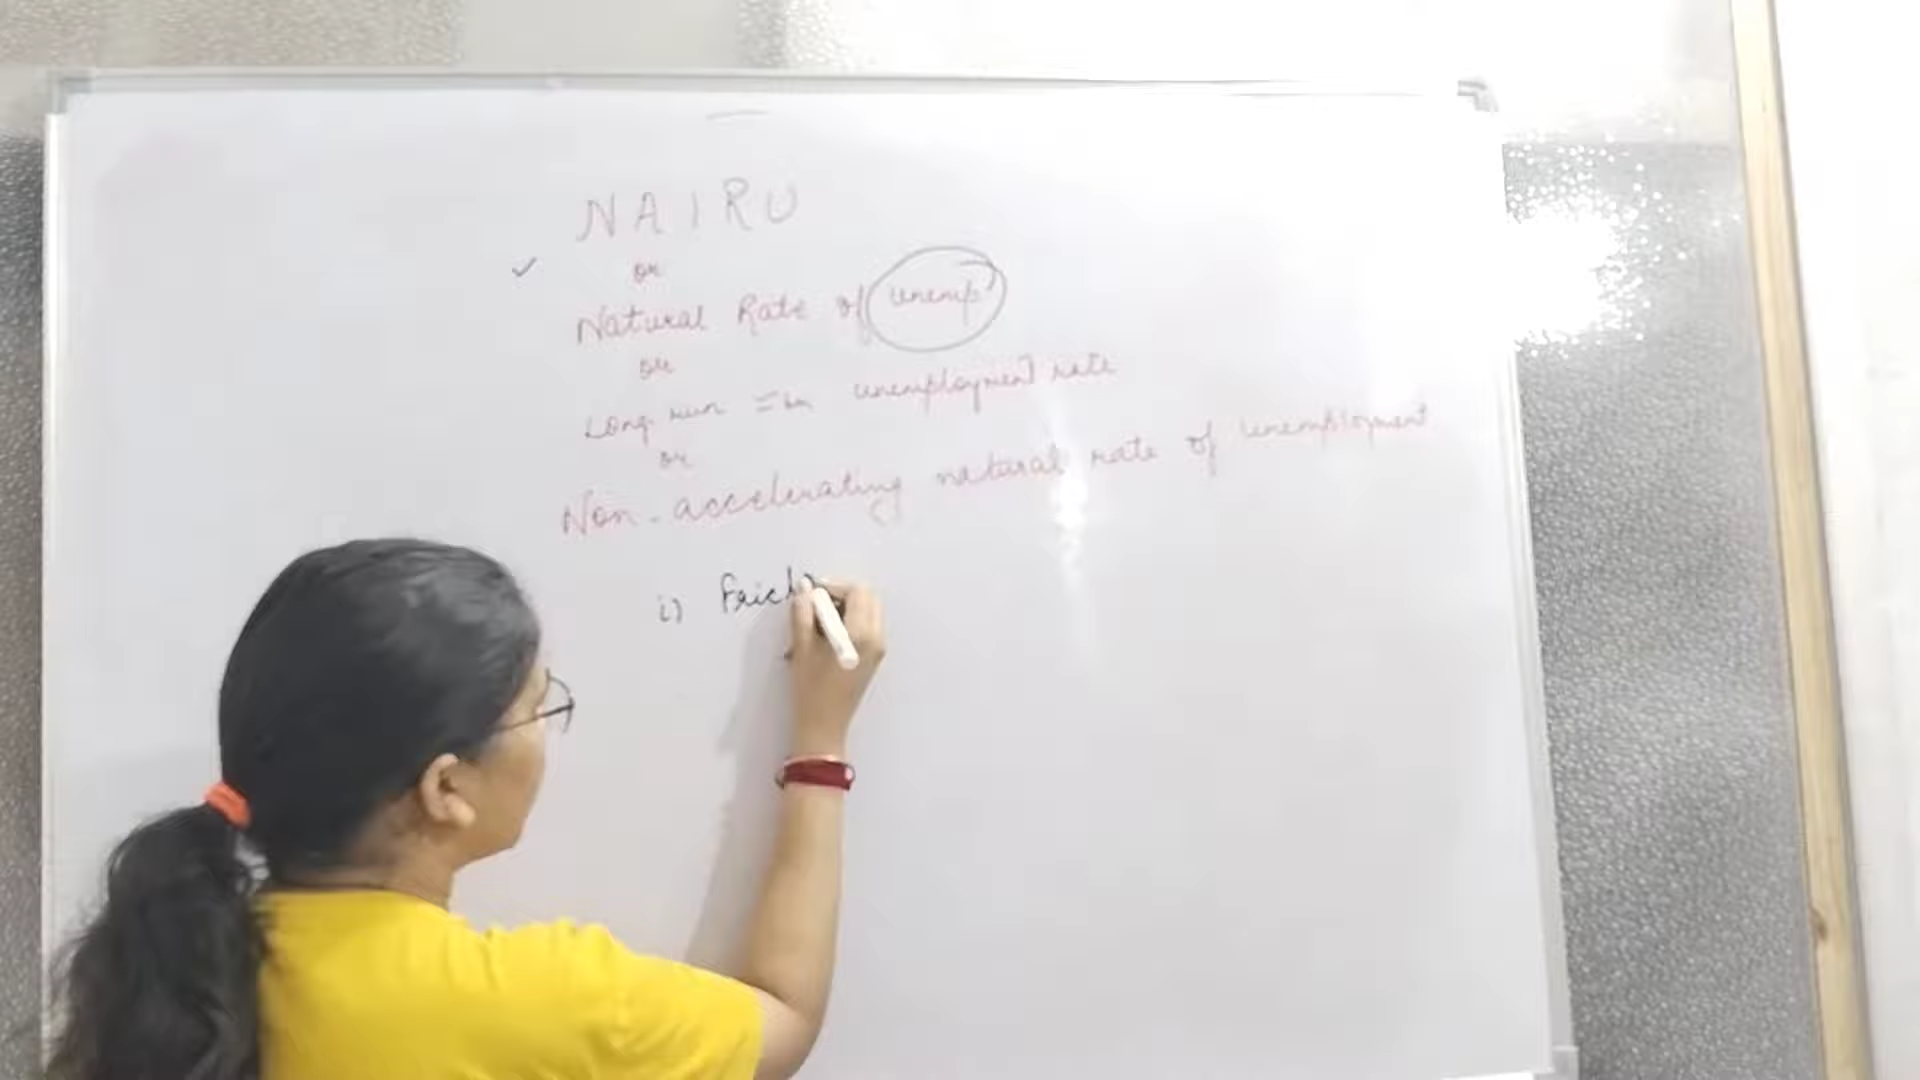 NAIRU
or
Natural Rate of unemp
or
Long run =bm unemployment rate
or
Non-accelerating natural rate of unemployment
i) Frict